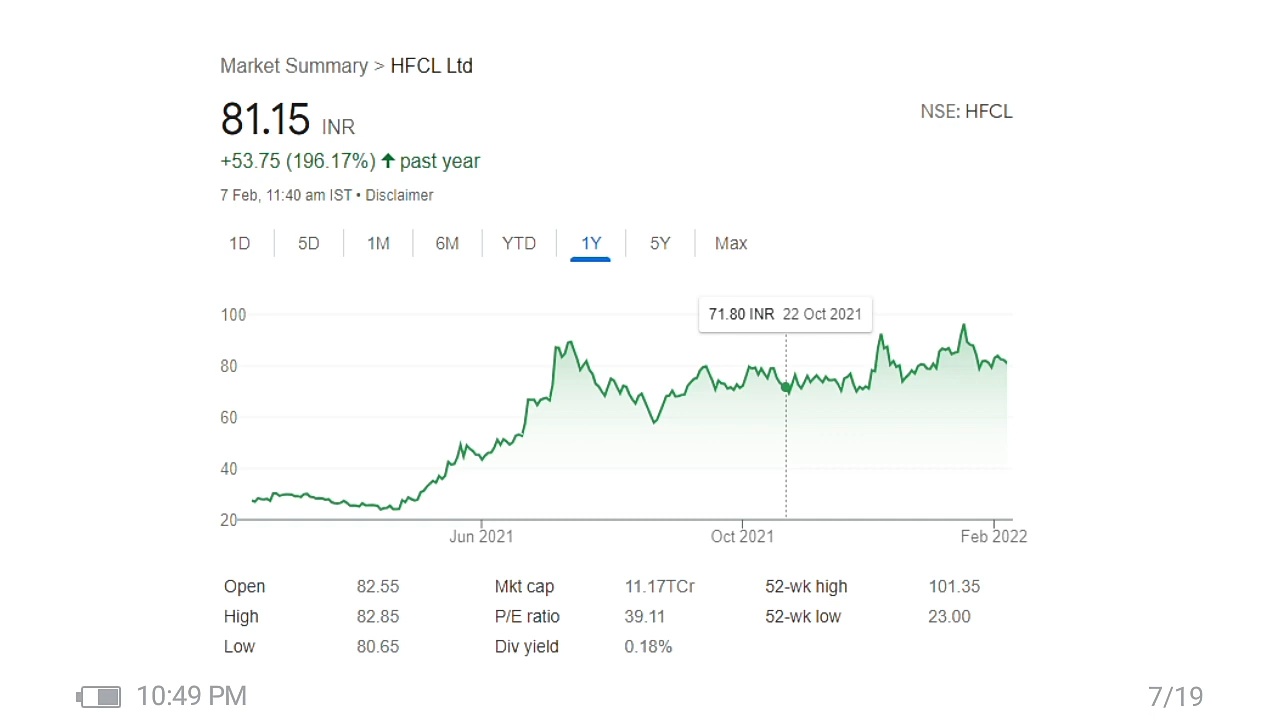 Market Summary > HFCL Ltd
81.15 INR
NSE: HFCL
+53.75 (196.17%) ↑ past year
7 Feb, 11:40 am IST • Disclaimer
1D 5D 1M 6M YTD 1Y 5Y Max
71.80 INR 22 Oct 2021
100
80
60
40
20
Jun 2021 Oct 2021 Feb 2022
Open 82.55 Mkt cap 11.17TCr 52-wk high 101.35
High 82.85 P/E ratio 39.11 52-wk low 23.00
Low 80.65 Div yield 0.18%
10:49 PM 7/19